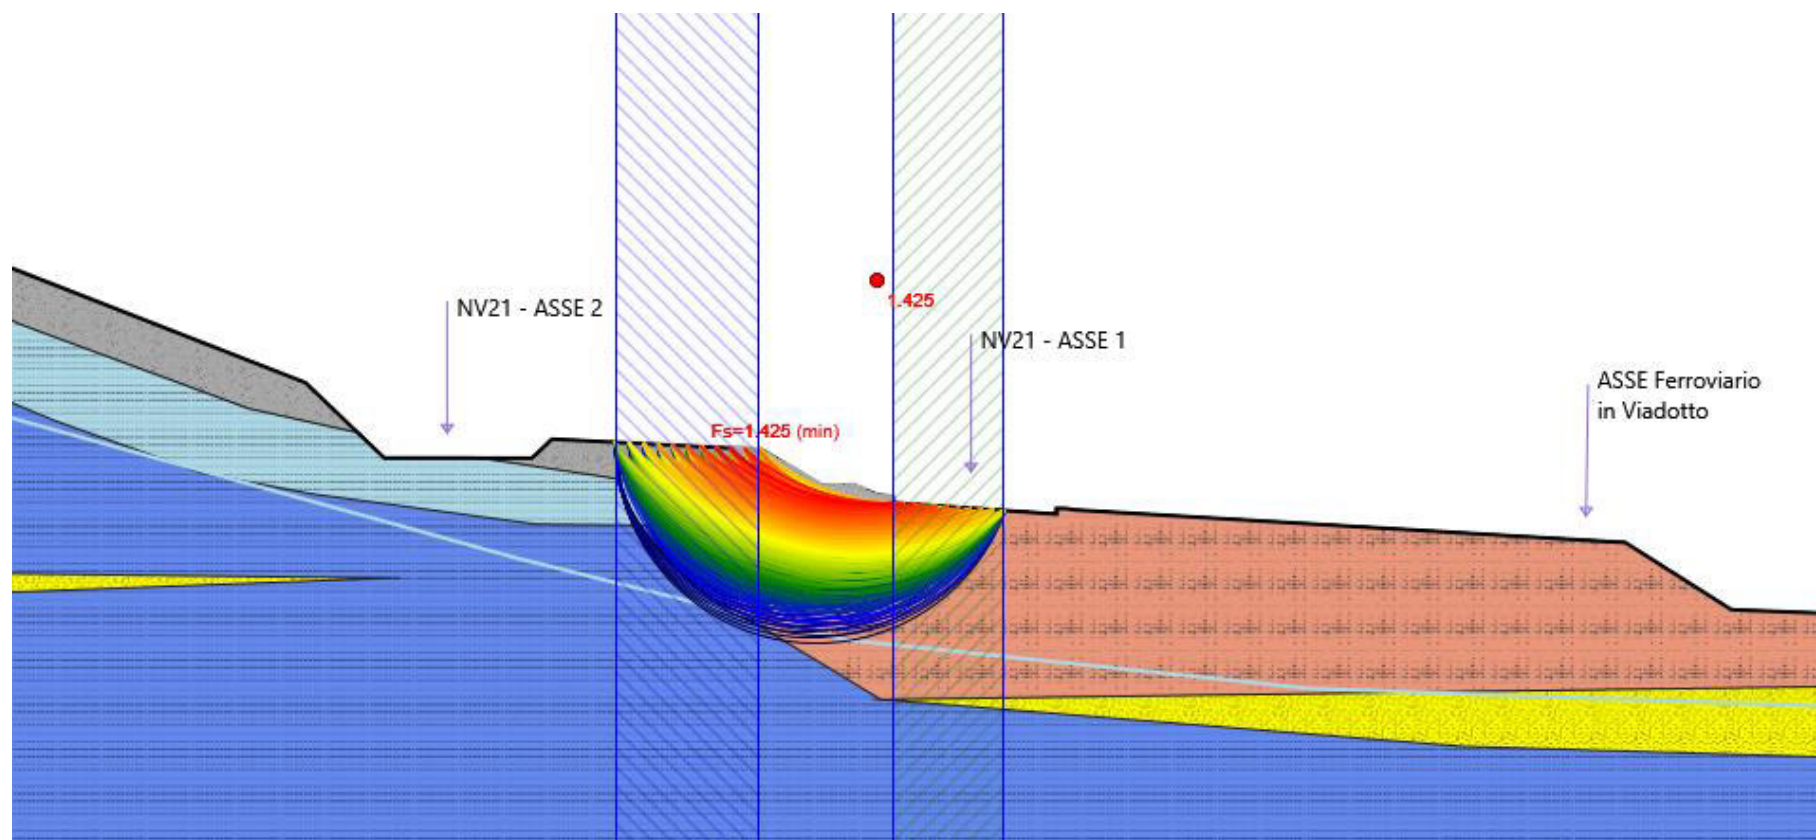 1.425
NV21 - ASSE 2
NV21 - ASSE 1
ASSE Ferroviario
in Viadotto
Fs=1.425 (min)